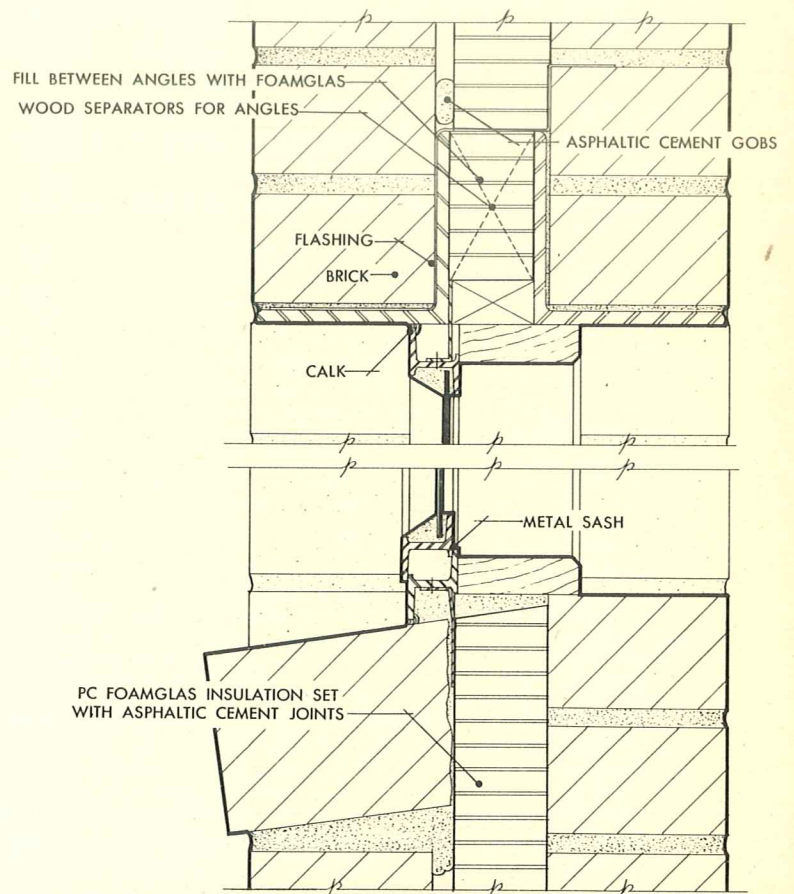 FILL BETWEEN ANGLES WITH FOAMGLAS
WOOD SEPARATORS FOR ANGLES
ASPHALTIC CEMENT GOBS
FLASHING
BRICK
CALK
METAL SASH
PC FOAMGLAS INSULATION SET
WITH ASPHALTIC CEMENT JOINTS